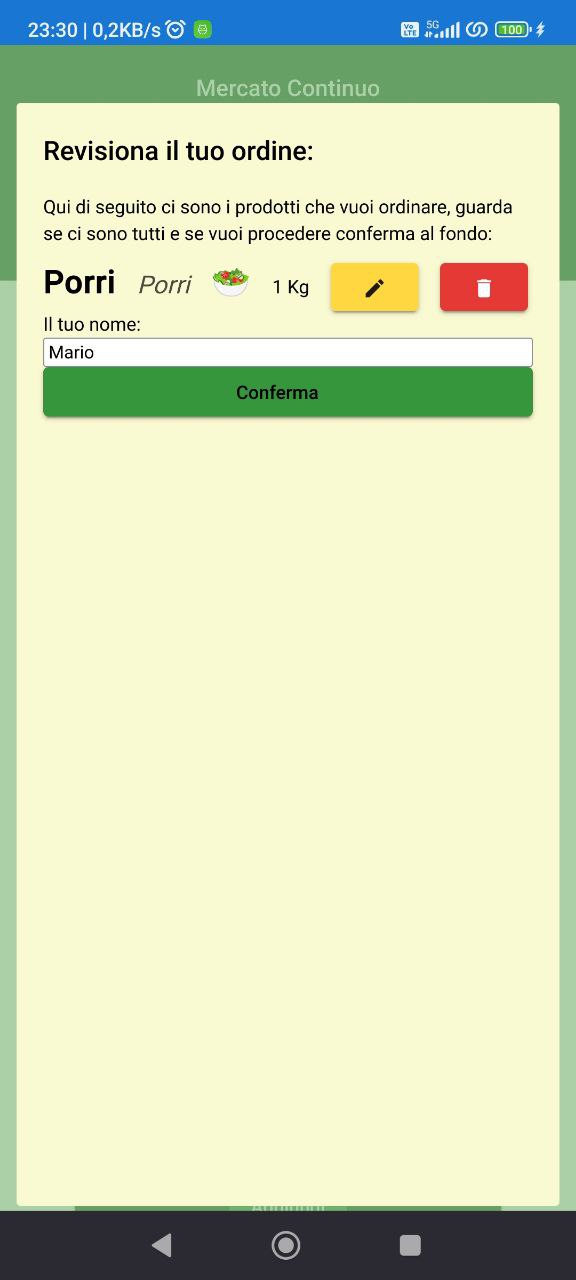 23:30 | 0,2KB/s
Vo LTE 5G 100
Mercato Continuo
Revisiona il tuo ordine:
Qui di seguito ci sono i prodotti che vuoi ordinare, guarda
se ci sono tutti e se vuoi procedere conferma al fondo:
Porri Porri 1 Kg
Il tuo nome:
Mario
Conferma